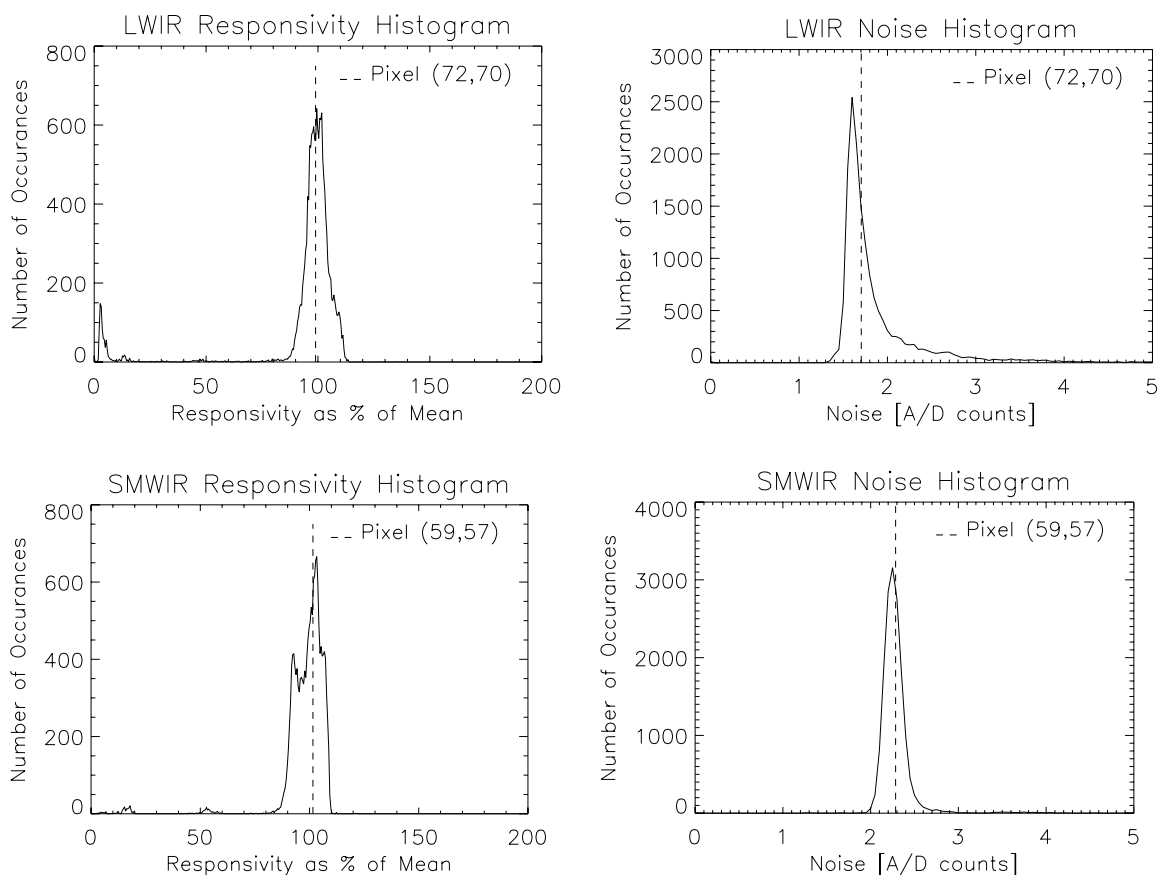 LWIR Responsivity Histogram
800
600
400
200
0
Number of Occurances
Pixel (72,70)
0 50 100 150 200
Responsivity as % of Mean
LWIR Noise Histogram
3000
2500
2000
1500
1000
500
0
Number of Occurances
Pixel (72,70)
0 1 2 3 4 5
Noise [A/D counts]
SMWIR Responsivity Histogram
800
600
400
200
0
Number of Occurances
Pixel (59,57)
0 50 100 150 200
Responsivity as % of Mean
SMWIR Noise Histogram
4000
3000
2000
1000
0
Number of Occurances
Pixel (59,57)
0 1 2 3 4 5
Noise [A/D counts]